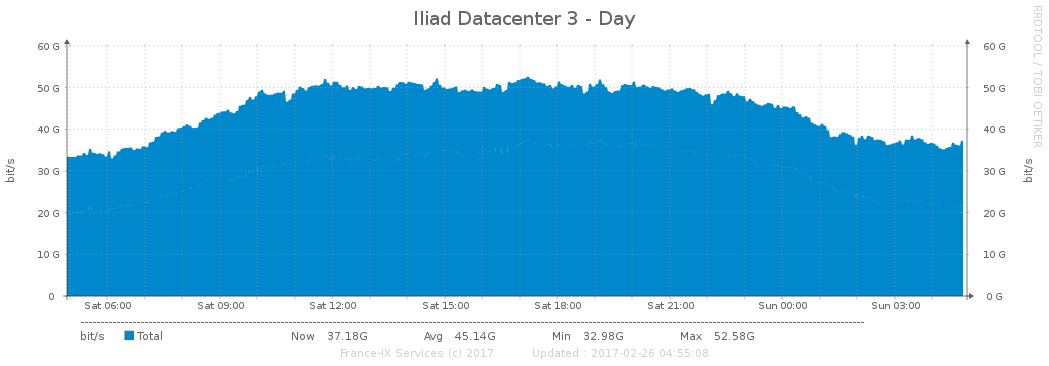 Iliad Datacenter 3 - Day
RRDTOOL / TOBI OETIKER
60 G 60 G
50 G 50 G
40 G 40 G
30 G 30 G
20 G 20 G
10 G 10 G
0 0 G
bit/s bit/s
Sat 06:00 Sat 09:00 Sat 12:00 Sat 15:00 Sat 18:00 Sat 21:00 Sun 00:00 Sun 03:00
bit/s Total Now 37.18G Avg 45.14G Min 32.98G Max 52.58G
France-IX Services (c) 2017 Updated : 2017-02-26 04:55:08